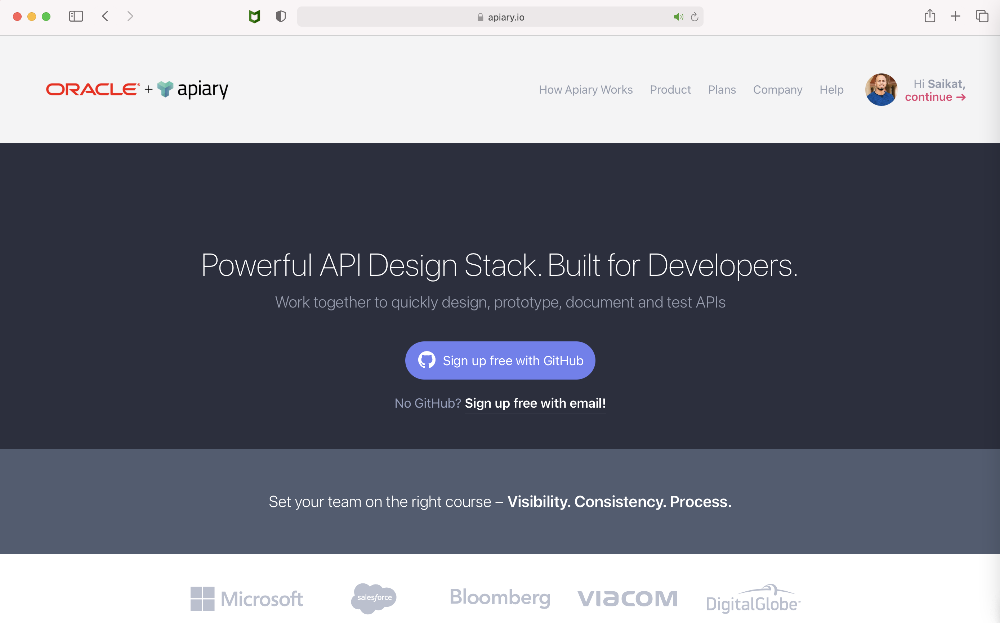 apiary.io
ORACLE® + apiary
How Apiary Works Product Plans Company Help
Hi Saikat,
continue →
Powerful API Design Stack. Built for Developers.
Work together to quickly design, prototype, document and test APIs
Sign up free with GitHub
No GitHub? Sign up free with email!
Set your team on the right course – Visibility. Consistency. Process.
Microsoft salesforce Bloomberg VIACOM DigitalGlobe™